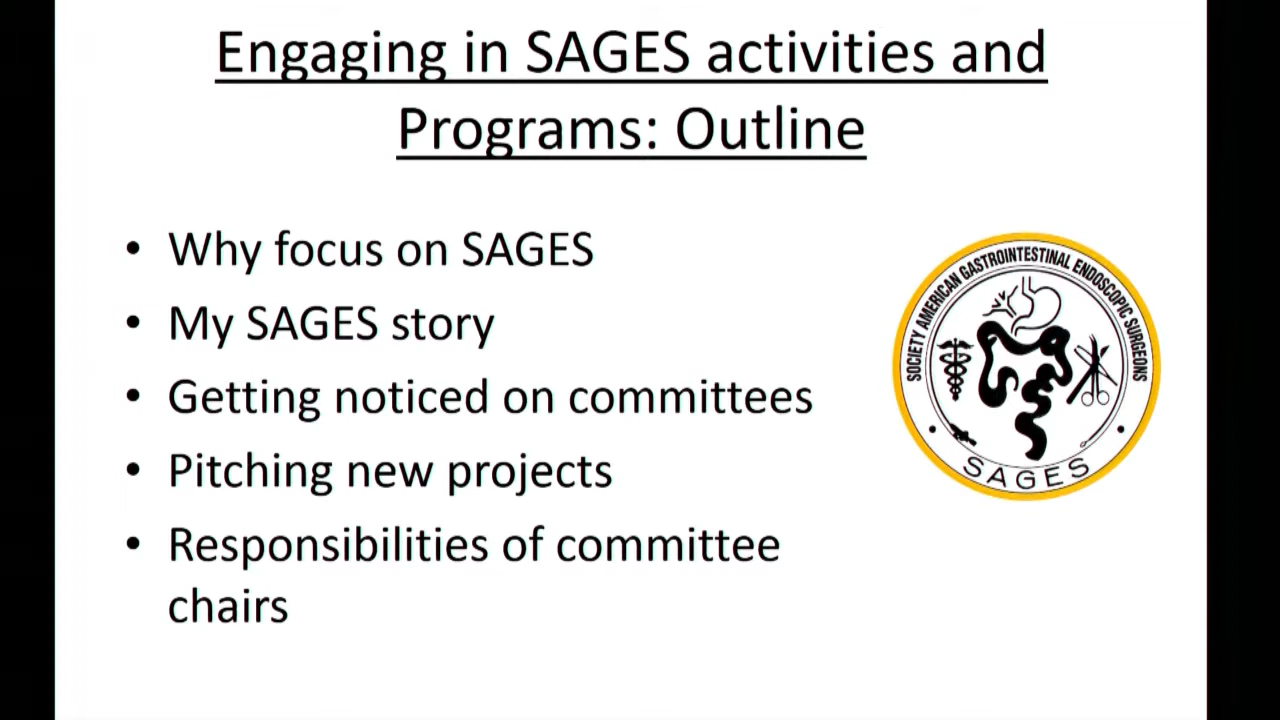 Engaging in SAGES activities and
Programs: Outline
• Why focus on SAGES
• My SAGES story
• Getting noticed on committees
• Pitching new projects
• Responsibilities of committee
chairs
SOCIETY AMERICAN GASTROINTESTINAL ENDOSCOPIC SURGEONS
SAGES